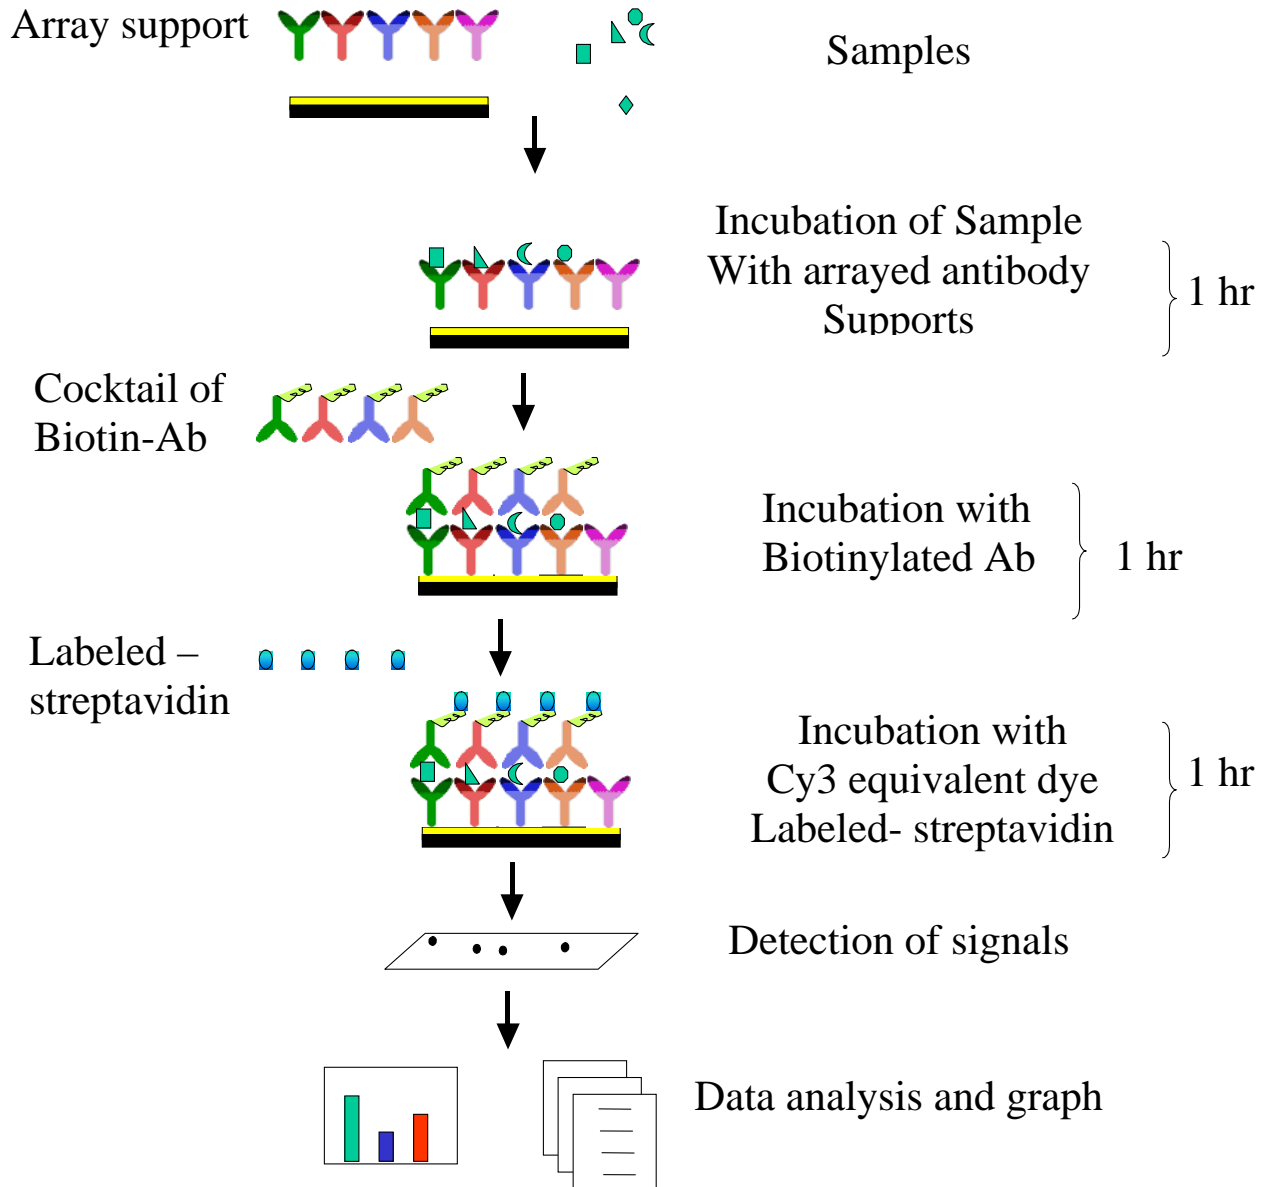 Array support
Samples
Incubation of Sample
With arrayed antibody
Supports
1 hr
Cocktail of
Biotin-Ab
Incubation with
Biotinylated Ab
1 hr
Labeled –
streptavidin
Incubation with
Cy3 equivalent dye
Labeled- streptavidin
1 hr
Detection of signals
Data analysis and graph